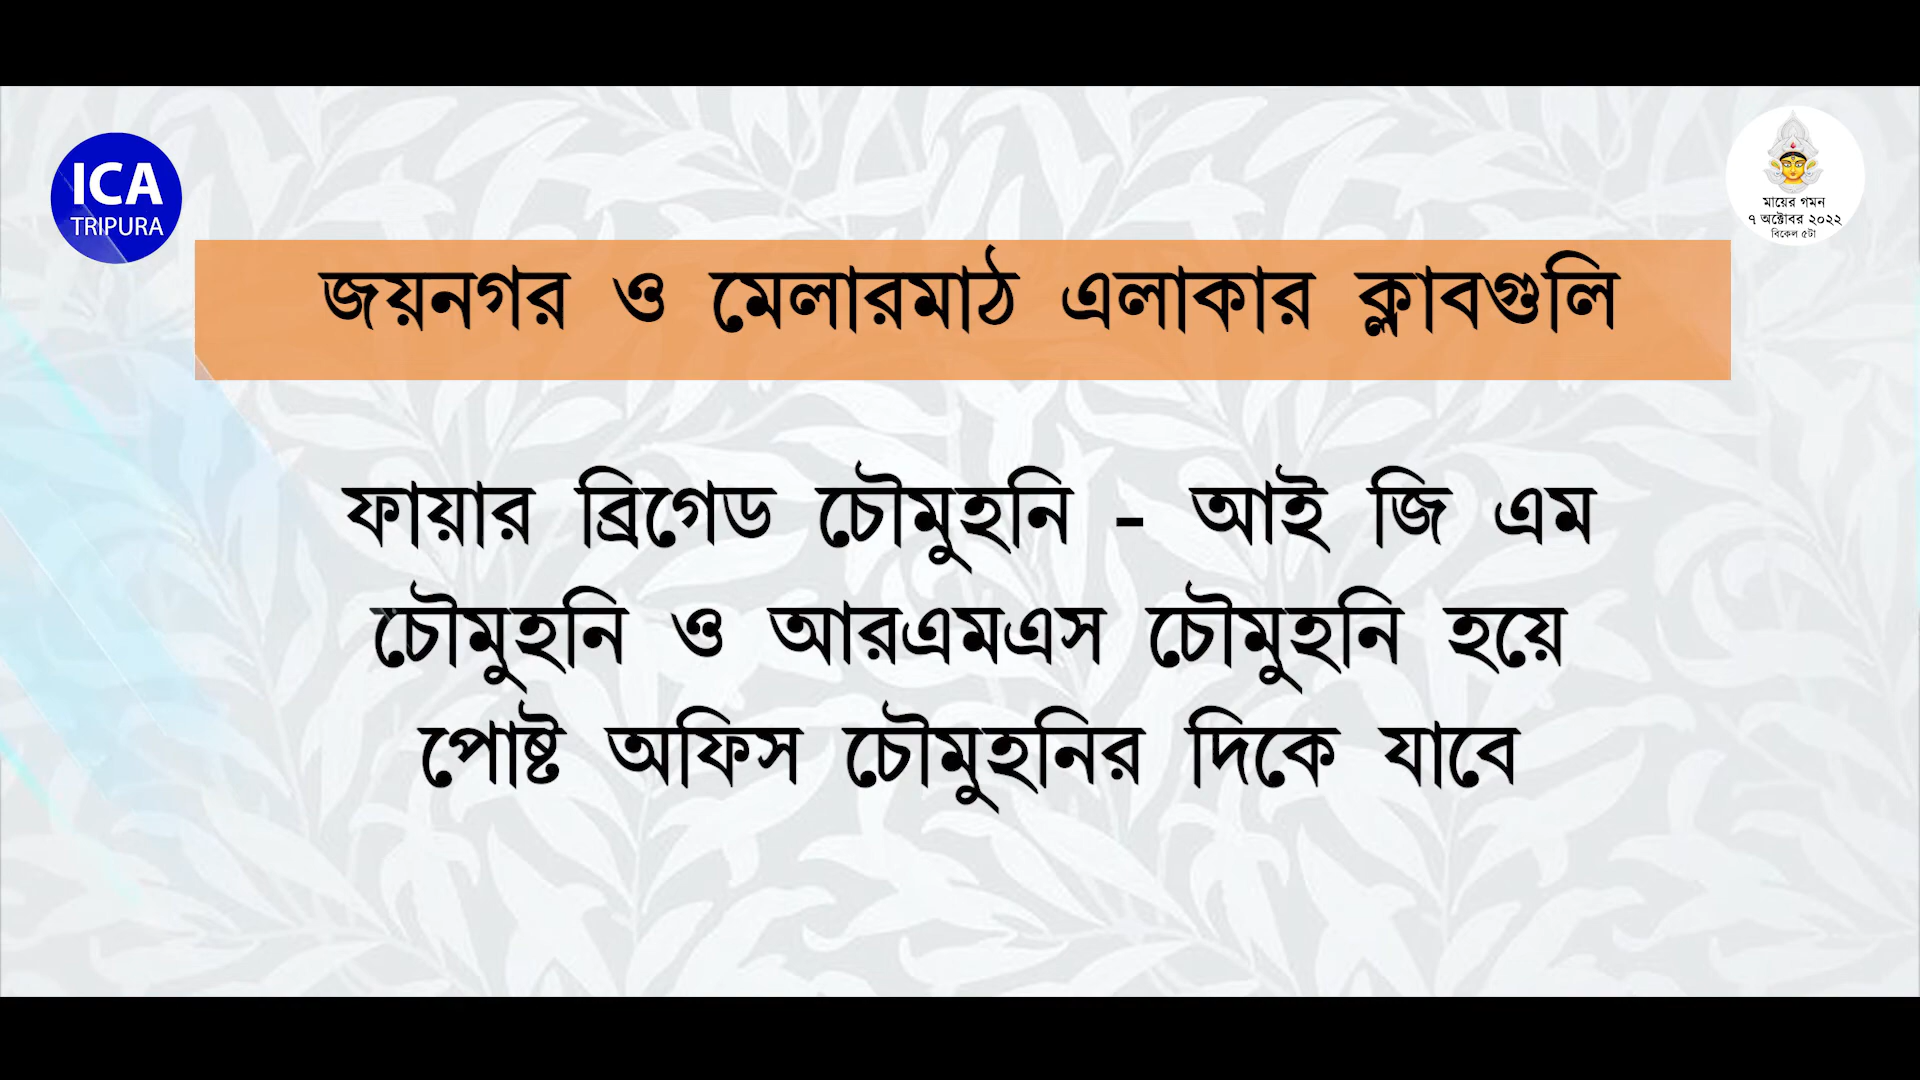 ICA
TRIPURA
মায়ের গমন
৭ অক্টোবর ২০২২
বিকেল ৫টা
জয়নগর ও মেলারমাঠ এলাকার ক্লাবগুলি
ফায়ার ব্রিগেড চৌমুহনি - আই জি এম
চৌমুহনি ও আরএমএস চৌমুহনি হয়ে
পোষ্ট অফিস চৌমুহনির দিকে যাবে